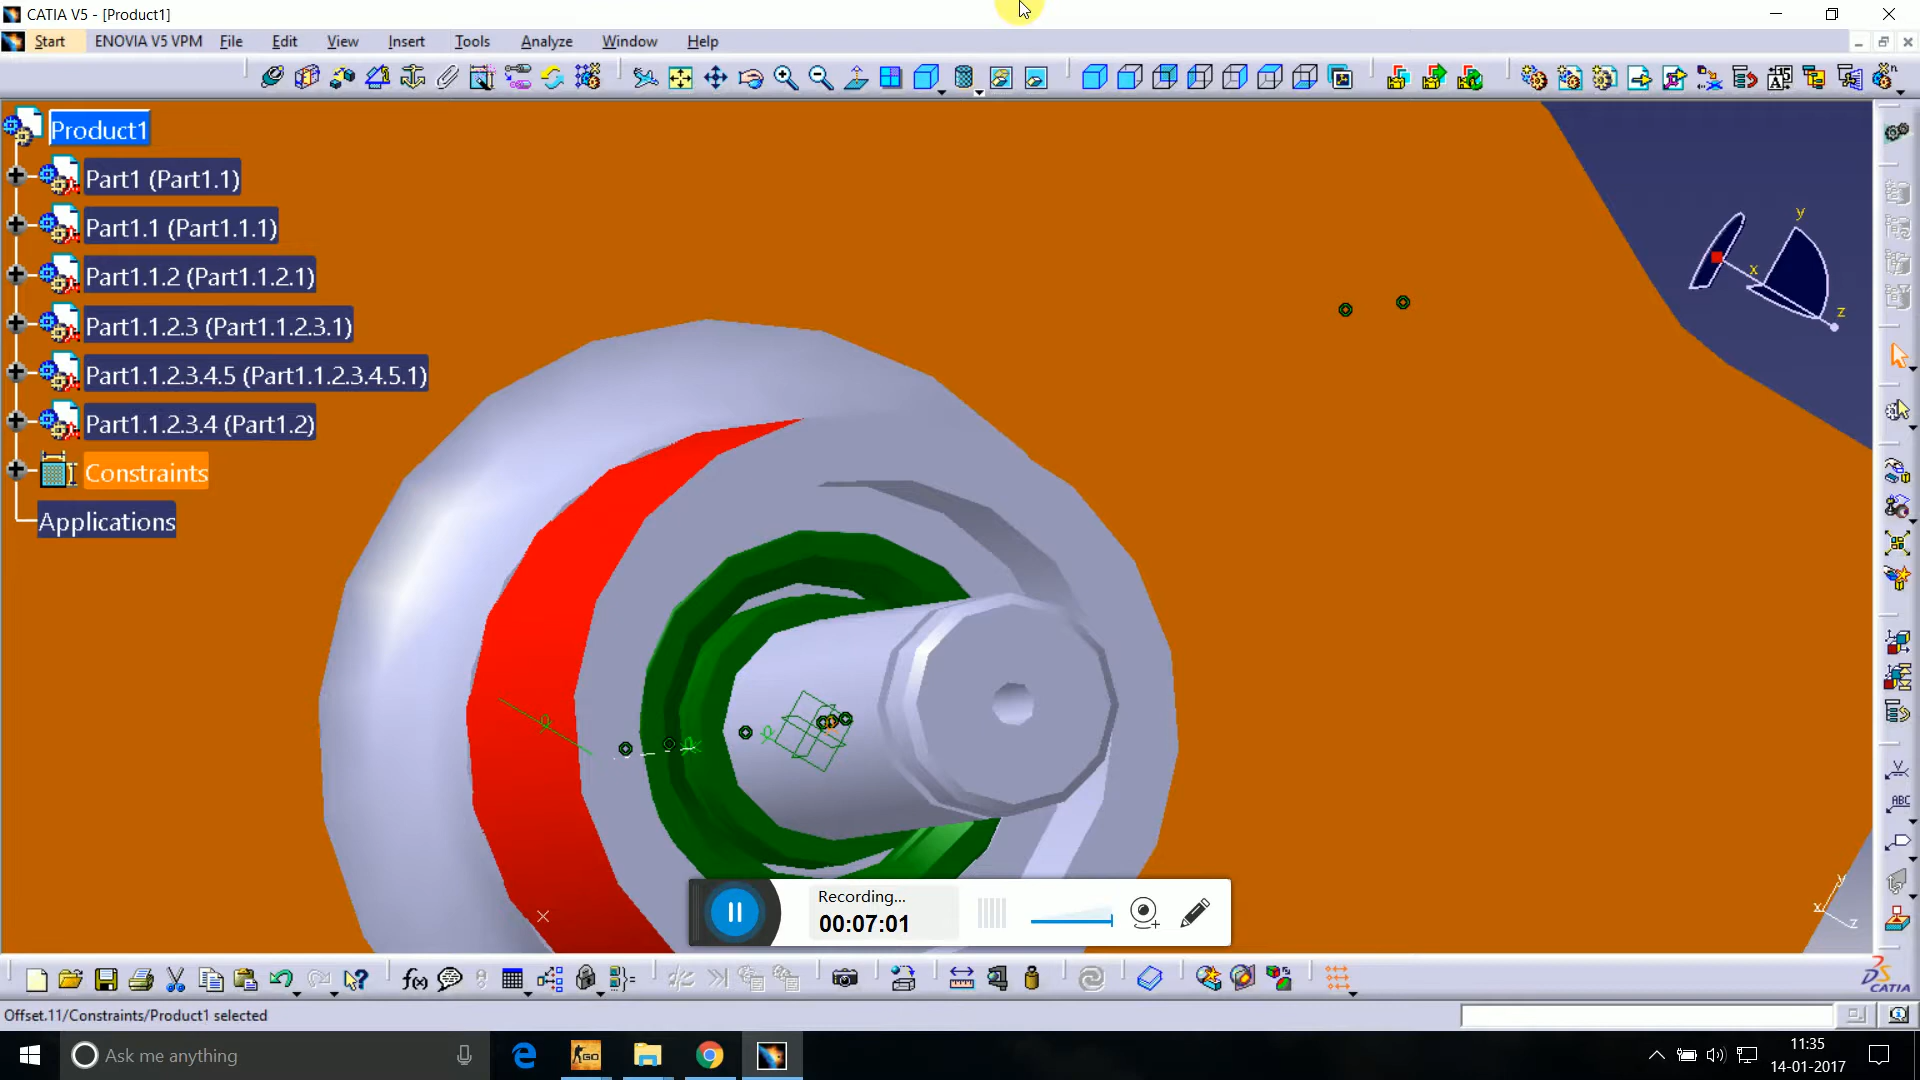 CATIA V5 - [Product1]
Start ENOVIA V5 VPM File Edit View Insert Tools Analyze Window Help
Product1
Part1 (Part1.1)
Part1.1 (Part1.1.1)
Part1.1.2 (Part1.1.2.1)
Part1.1.2.3 (Part1.1.2.3.1)
Part1.1.2.3.4.5 (Part1.1.2.3.4.5.1)
Part1.1.2.3.4 (Part1.2)
Constraints
Applications
y
x
z
ABC
y
x
z
Recording...
00:07:01
f(x)
CATIA
Offset.11/Constraints/Product1 selected
Ask me anything
GO
11:35
14-01-2017